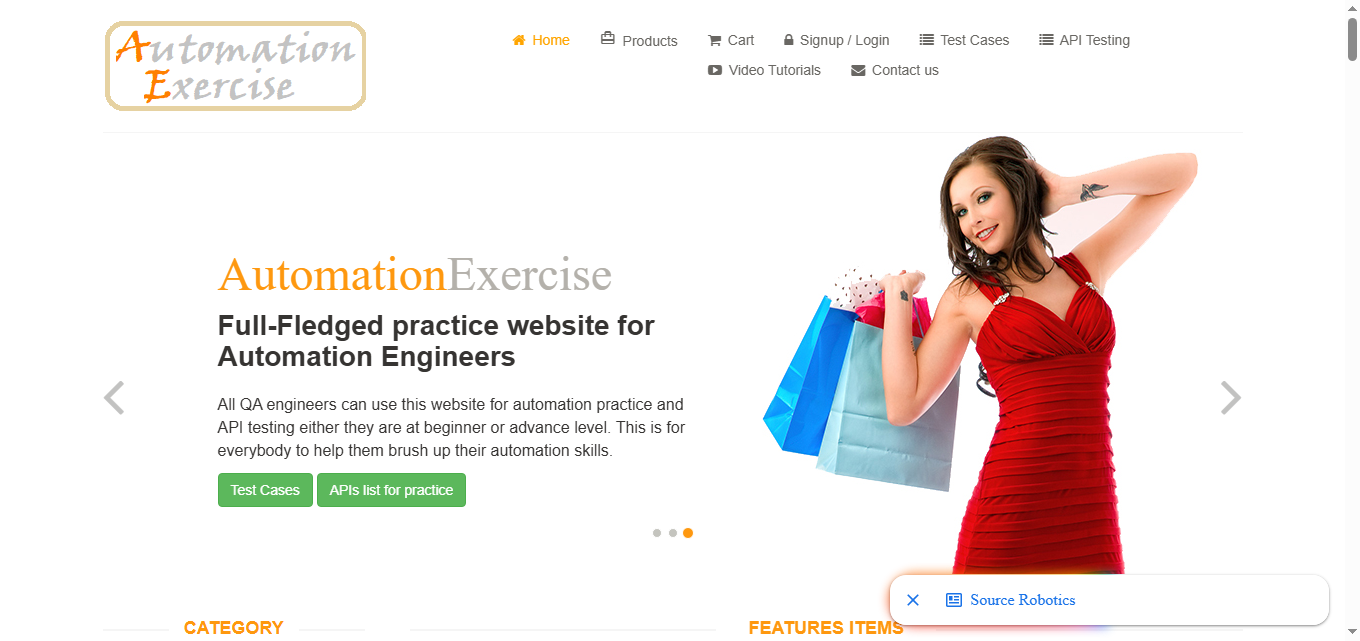 Automation
Exercise
Home
Products
Cart
Signup / Login
Test Cases
API Testing
Video Tutorials
Contact us
AutomationExercise
Full-Fledged practice website for
Automation Engineers
All QA engineers can use this website for automation practice and
API testing either they are at beginner or advance level. This is for
everybody to help them brush up their automation skills.
Test Cases
APIs list for practice
Source Robotics
CATEGORY
FEATURES ITEMS